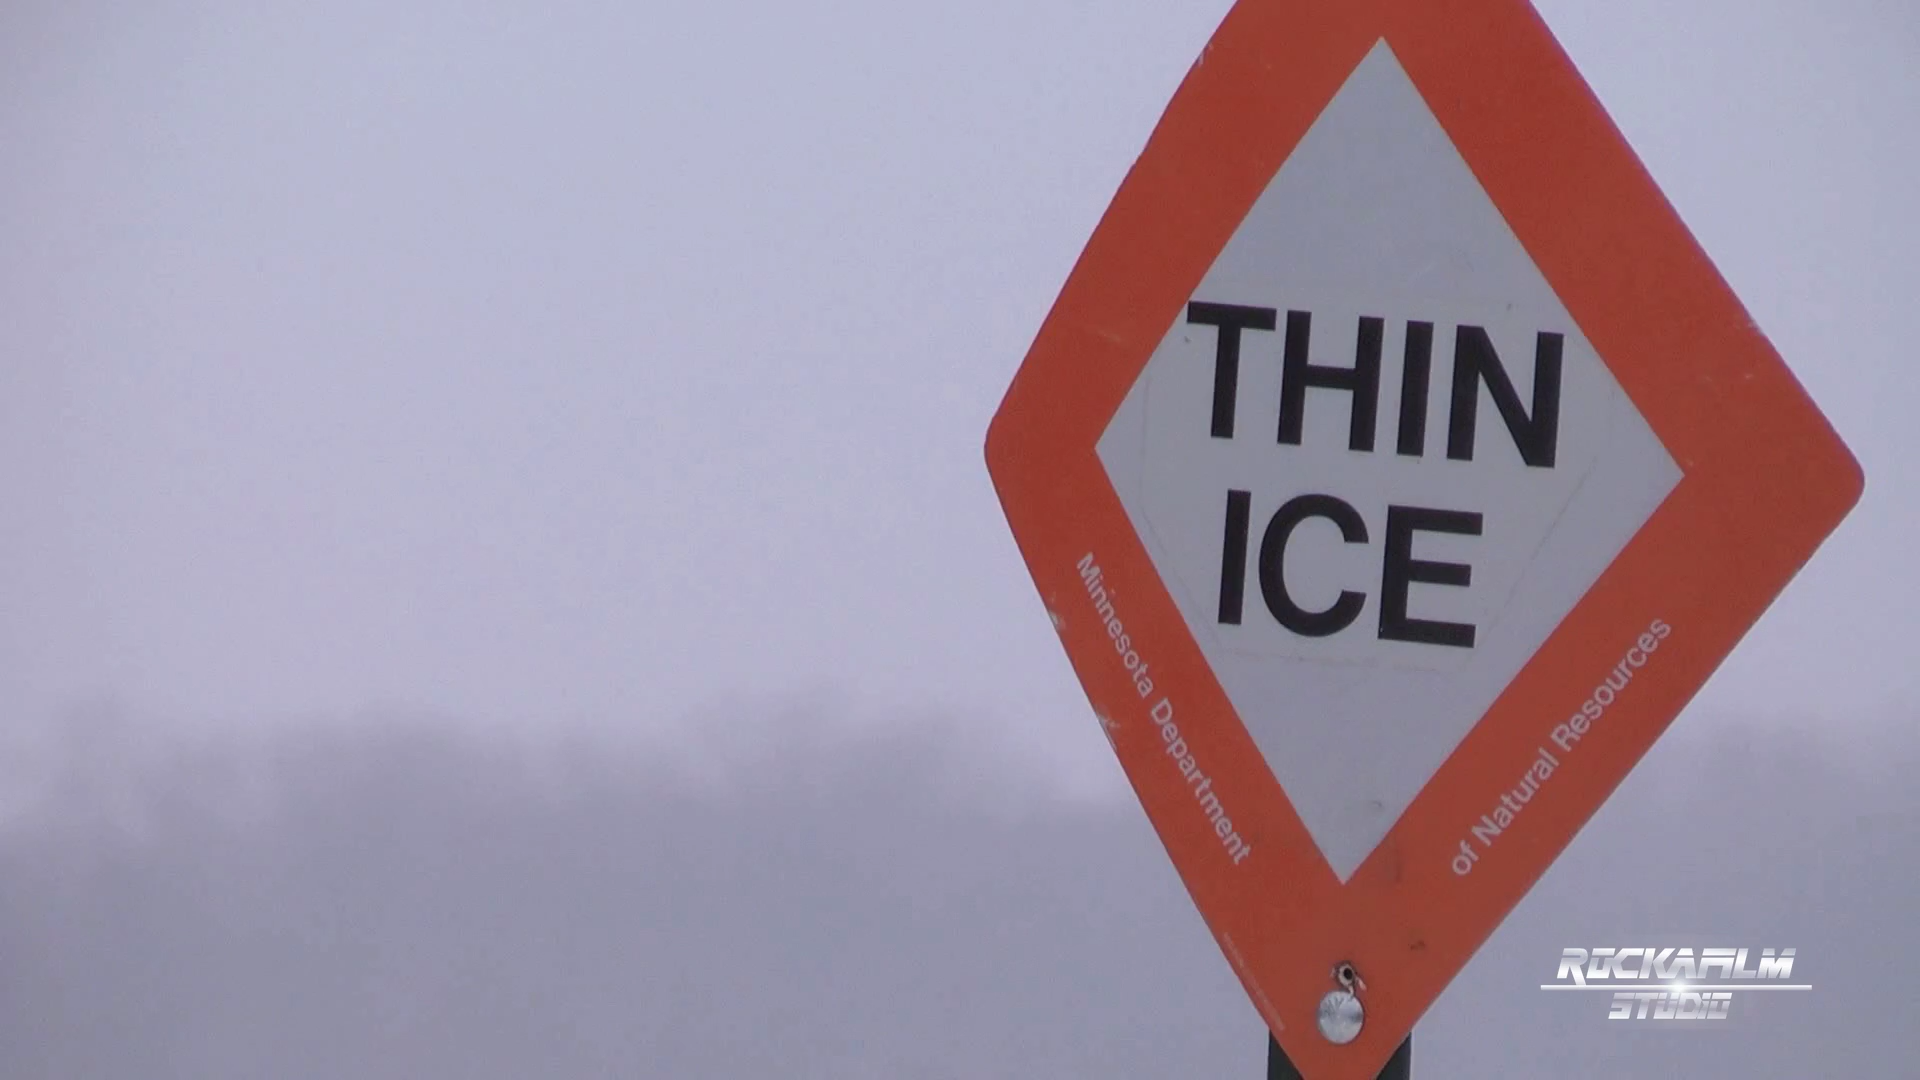 THIN
ICE
Minnesota Department
of Natural Resources
ROCKAFILM
STUDIO